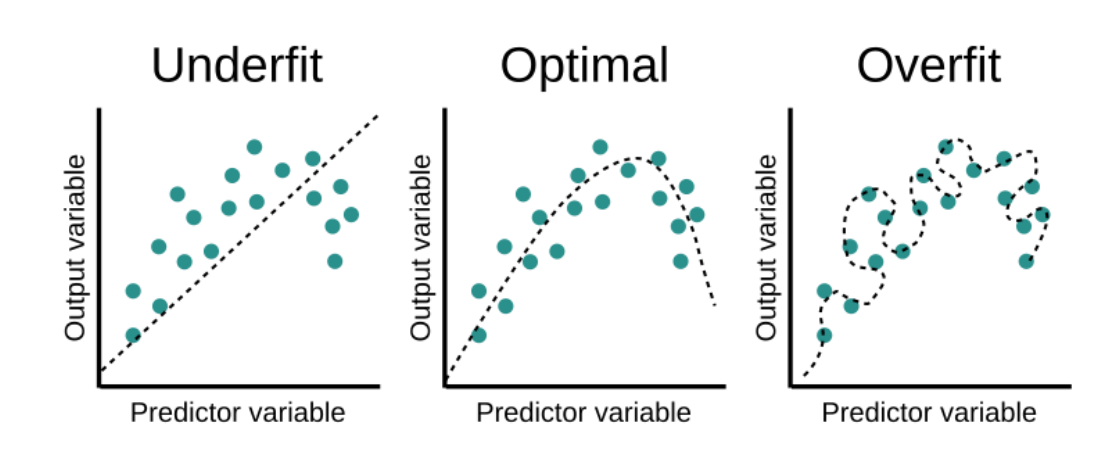 Underfit
Optimal
Overfit
Output variable
Predictor variable
Output variable
Predictor variable
Output variable
Predictor variable